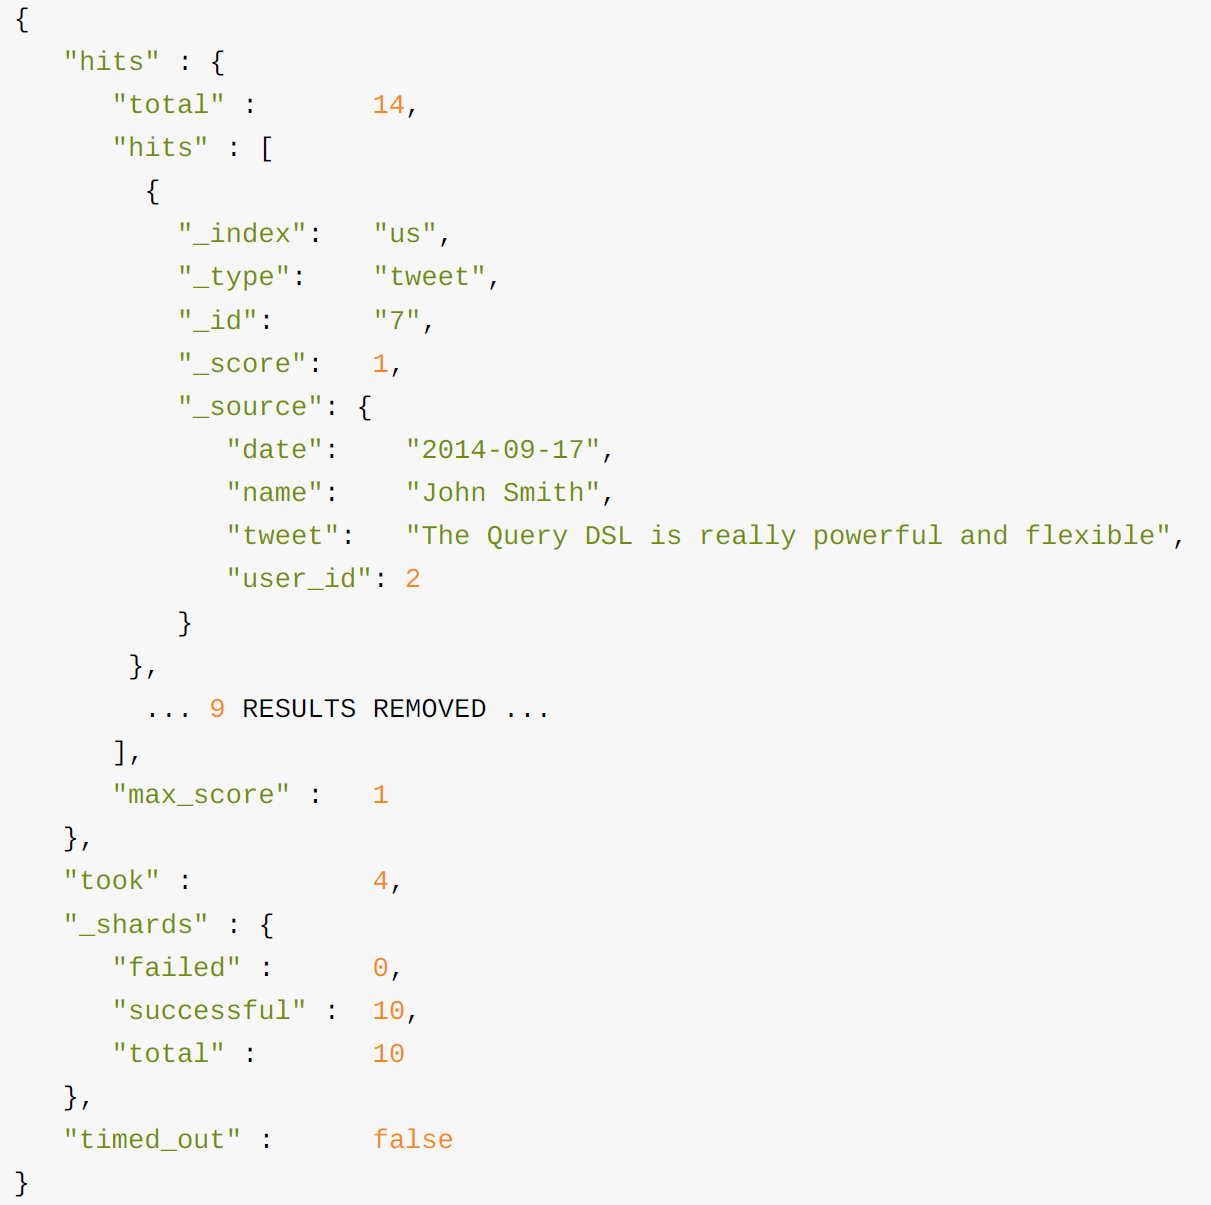 {
   "hits" : {
      "total" :       14,
      "hits" : [
        {
          "_index":   "us",
          "_type":    "tweet",
          "_id":      "7",
          "_score":   1,
          "_source": {
             "date":    "2014-09-17",
             "name":    "John Smith",
             "tweet":   "The Query DSL is really powerful and flexible",
             "user_id": 2
          }
       },
        ... 9 RESULTS REMOVED ...
      ],
      "max_score" :   1
   },
   "took" :           4,
   "_shards" : {
      "failed" :      0,
      "successful" :  10,
      "total" :       10
   },
   "timed_out" :      false
}